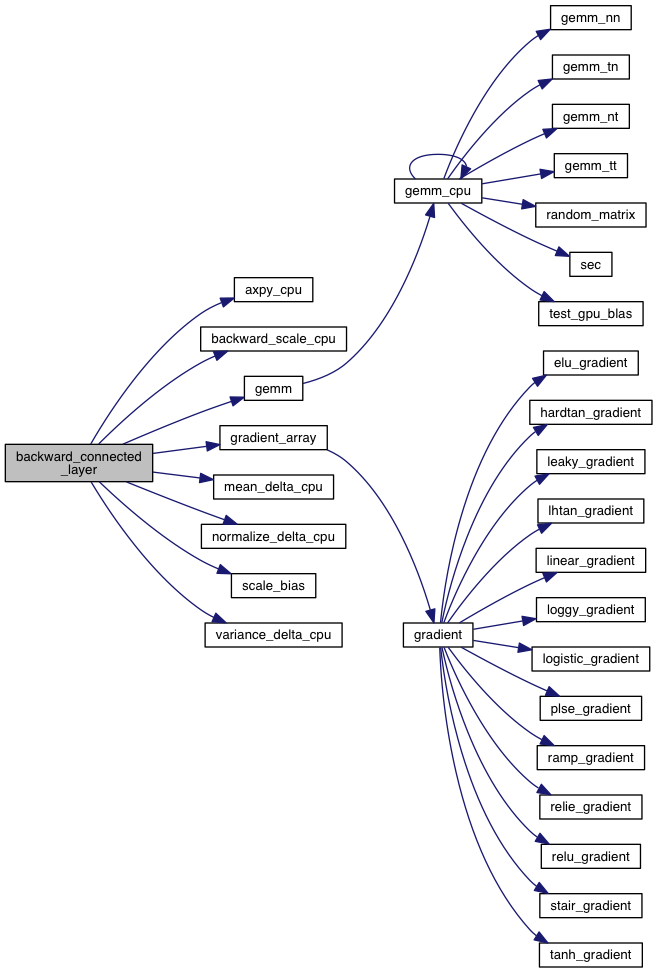 backward_connected
_layer
axpy_cpu
backward_scale_cpu
gemm
gradient_array
mean_delta_cpu
normalize_delta_cpu
scale_bias
variance_delta_cpu
gemm_cpu
gradient
gemm_nn
gemm_tn
gemm_nt
gemm_tt
random_matrix
sec
test_gpu_blas
elu_gradient
hardtan_gradient
leaky_gradient
lhtan_gradient
linear_gradient
loggy_gradient
logistic_gradient
plse_gradient
ramp_gradient
relie_gradient
relu_gradient
stair_gradient
tanh_gradient